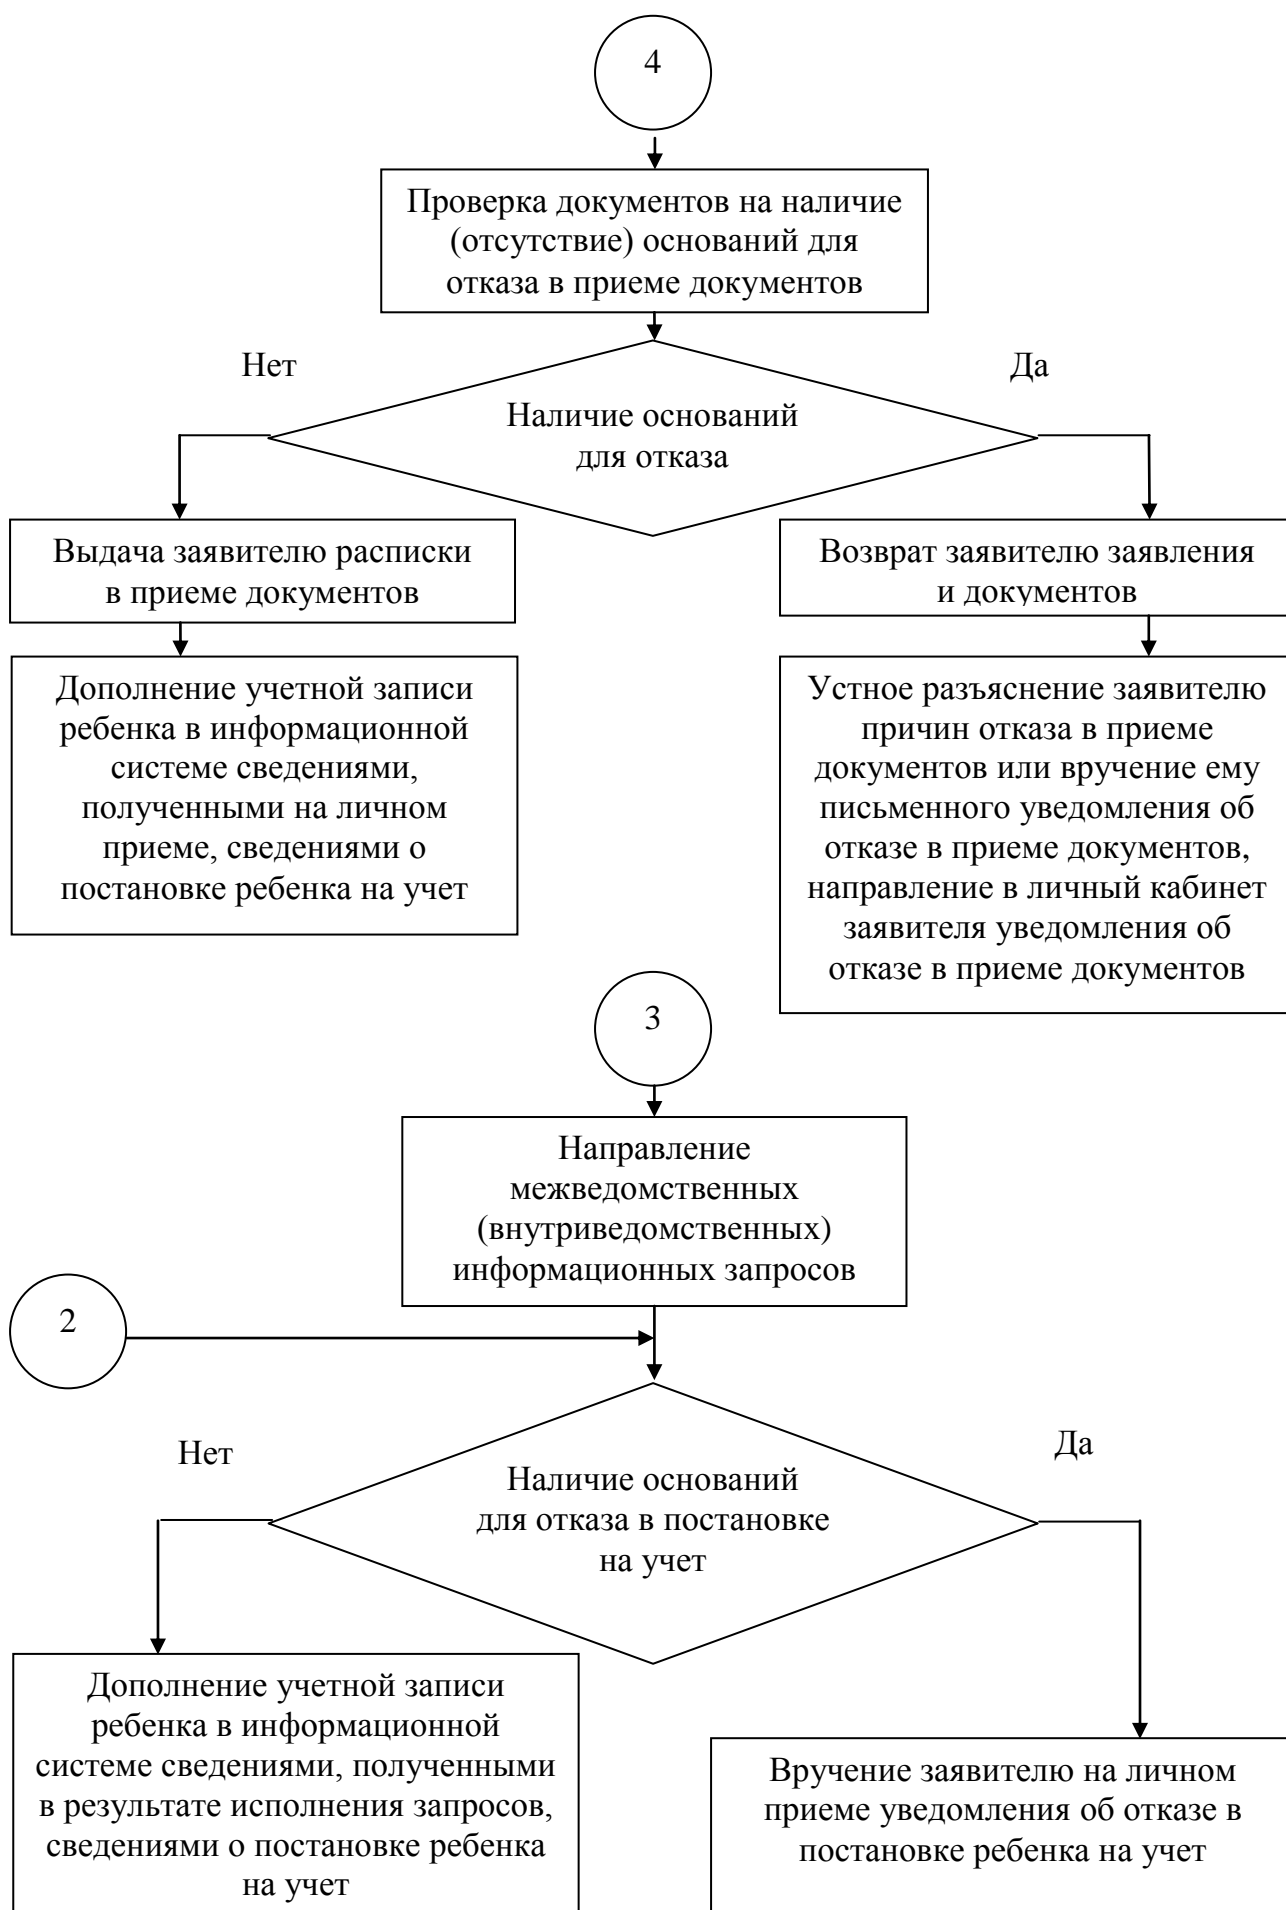 4
Проверка документов на наличие
(отсутствие) оснований для
отказа в приеме документов
Нет
Да
Наличие оснований
для отказа
Выдача заявителю расписки
в приеме документов
Возврат заявителю заявления
и документов
Дополнение учетной записи
ребенка в информационной
системе сведениями,
полученными на личном
приеме, сведениями о
постановке ребенка на учет
Устное разъяснение заявителю
причин отказа в приеме
документов или вручение ему
письменного уведомления об
отказе в приеме документов,
направление в личный кабинет
заявителя уведомления об
отказе в приеме документов
3
Направление
межведомственных
(внутриведомственных)
информационных запросов
2
Нет
Да
Наличие оснований
для отказа в постановке
на учет
Дополнение учетной записи
ребенка в информационной
системе сведениями, полученными
в результате исполнения запросов,
сведениями о постановке ребенка
на учет
Вручение заявителю на личном
приеме уведомления об отказе в
постановке ребенка на учет